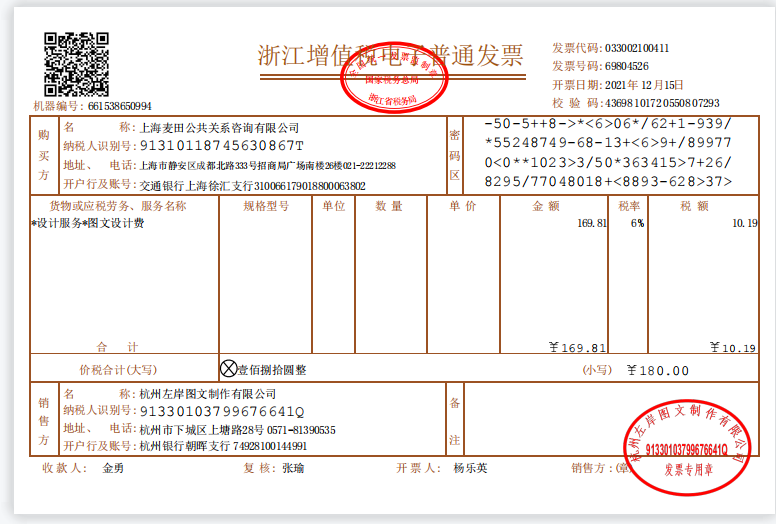 浙江增值税电子普通发票
国家税务总局
浙江省税务局
发票代码: 033002100411
发票号码: 69804526
开票日期: 2021年 12月15日
校 验 码: 43698 10172 05508 07293
机器编号: 661538650994
购买方
名 称: 上海麦田公共关系咨询有限公司
纳税人识别号: 91310118745630867T
地址、 电话: 上海市静安区成都北路333号招商局广场南楼26楼021-22212288
开户行及账号: 交通银行上海徐汇支行310066179018800063802
密码区
-50-5++8->*<6>06*/62+1-939/
*55248749-68-13+<6>9+/89977
0<0**1023>3/50*363415>7+26/
8295/77048018+<8893-628>37>
货物或应税劳务、服务名称 规格型号 单位 数 量 单 价 金 额 税率 税 额
*设计服务*图文设计费 169.81 6% 10.19
合 计 ￥169.81 ￥10.19
价税合计(大写) ⊗壹佰捌拾圆整 (小写) ￥180.00
销售方
名 称: 杭州左岸图文制作有限公司
纳税人识别号: 91330103799676641Q
地址、 电话: 杭州市下城区上塘路28号 0571-81390535
开户行及账号: 杭州银行朝晖支行 74928100144991
备注
收 款 人: 金勇 复 核: 张瑜 开 票 人: 杨乐英 销售方:(章)
杭州左岸图文制作有限公司
91330103799676641Q
发票专用章